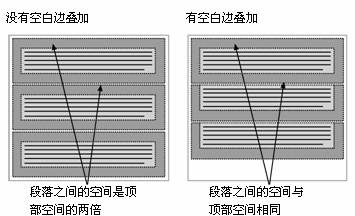 没有空白边叠加
有空白边叠加
段落之间的空间是顶
部空间的两倍
段落之间的空间与
顶部空间相同